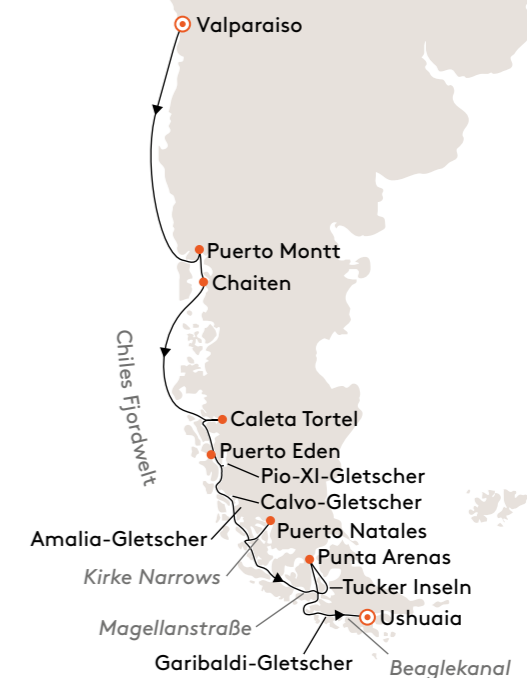 Valparaiso
Puerto Montt
Chaiten
Chiles Fjordwelt
Caleta Tortel
Puerto Eden
Pio-XI-Gletscher
Calvo-Gletscher
Puerto Natales
Amalia-Gletscher
Punta Arenas
Kirke Narrows
Tucker Inseln
Ushuaia
Magellanstraße
Garibaldi-Gletscher
Beaglekanal